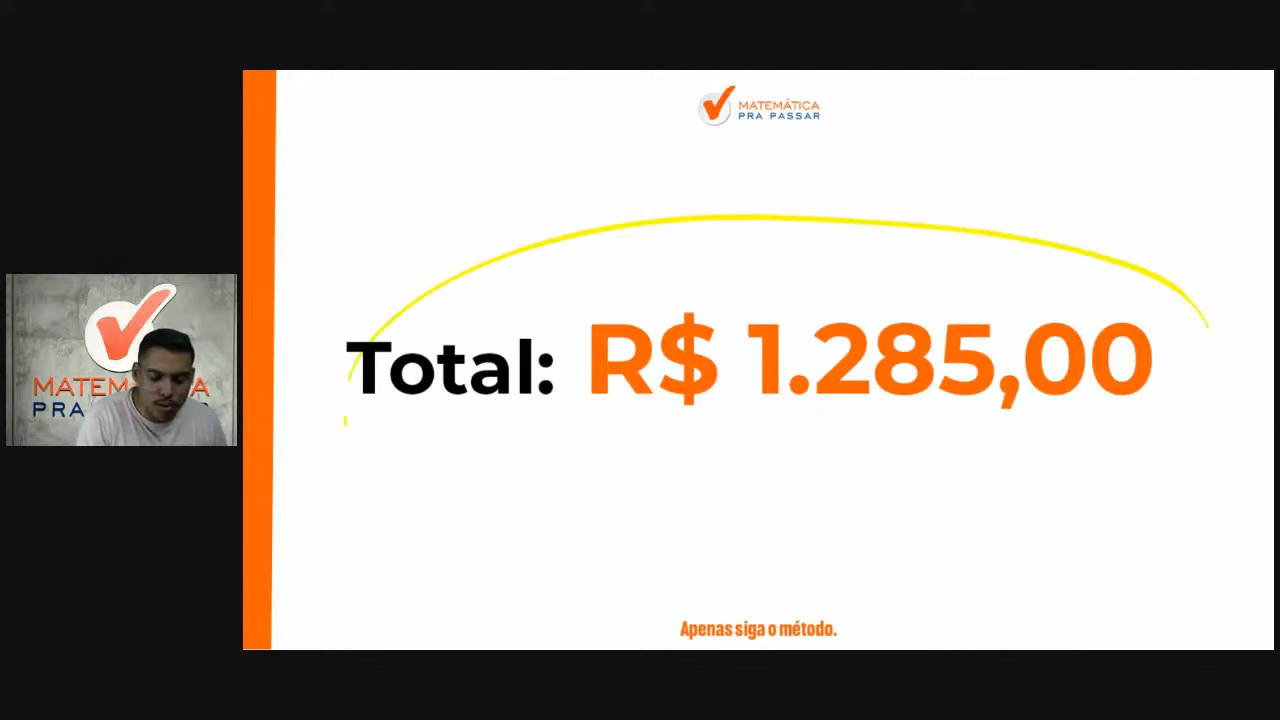 MATEMÁTICA
PRA PASSAR
Total: R$ 1.285,00
Apenas siga o método.